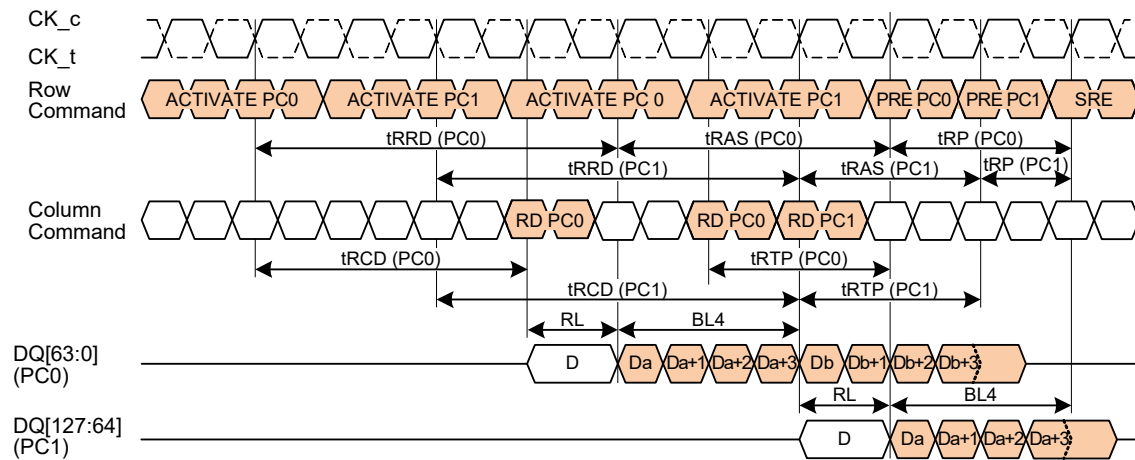 CK_c
CK_t
Row
Command
ACTIVATE PC0 ACTIVATE PC1 ACTIVATE PC 0 ACTIVATE PC1 PRE PC0 PRE PC1 SRE
tRRD (PC0) tRAS (PC0) tRP (PC0)
tRRD (PC1) tRAS (PC1) tRP (PC1)
Column
Command
RD PC0 RD PC0 RD PC1
tRCD (PC0) tRTP (PC0)
tRCD (PC1) tRTP (PC1)
RL BL4
DQ[63:0]
(PC0)
D Da Da+1 Da+2 Da+3 Db Db+1 Db+2 Db+3
RL BL4
DQ[127:64]
(PC1)
D Da Da+1 Da+2 Da+3